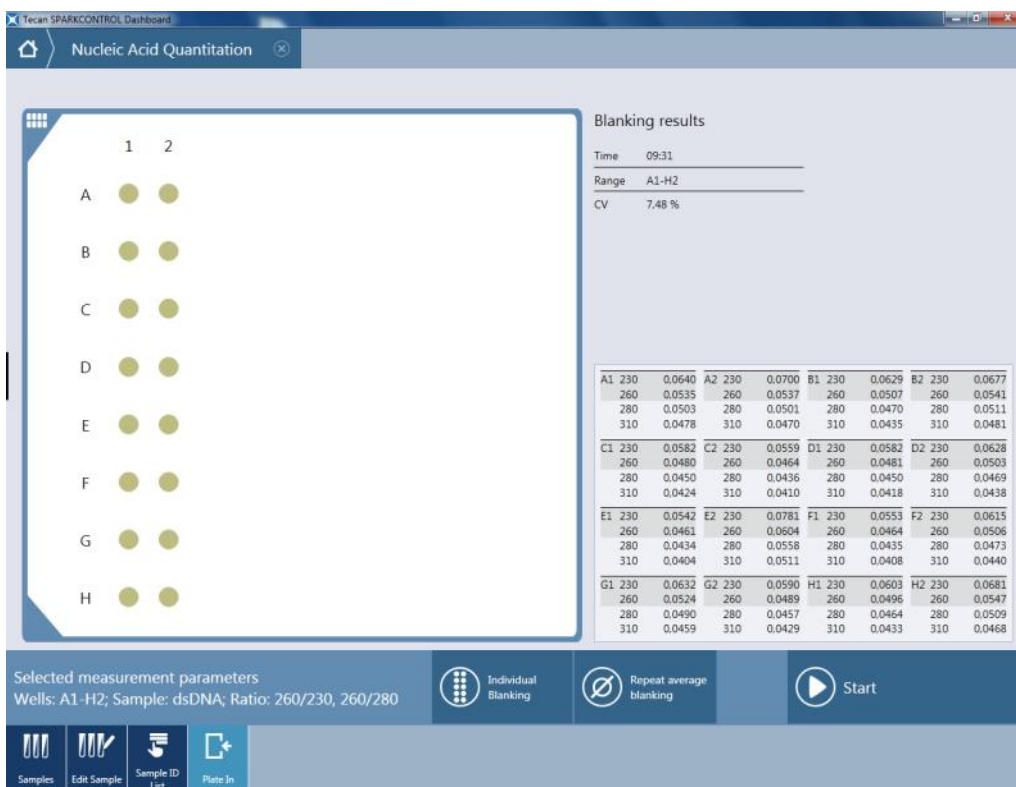 Tecan SPARKCONTROL Dashboard
Nucleic Acid Quantitation
1 2
A
B
C
D
E
F
G
H
Blanking results
Time 09:31
Range A1-H2
CV 7.48 %
A1 230 0,0640 A2 230 0,0700 B1 230 0,0629 B2 230 0,0677
260 0,0535 260 0,0537 260 0,0507 260 0,0541
280 0,0503 280 0,0501 280 0,0470 280 0,0511
310 0,0478 310 0,0470 310 0,0435 310 0,0481
C1 230 0,0582 C2 230 0,0559 D1 230 0,0582 D2 230 0,0628
260 0,0480 260 0,0464 260 0,0481 260 0,0503
280 0,0450 280 0,0436 280 0,0450 280 0,0469
310 0,0424 310 0,0410 310 0,0418 310 0,0438
E1 230 0,0542 E2 230 0,0781 F1 230 0,0553 F2 230 0,0615
260 0,0461 260 0,0604 260 0,0464 260 0,0506
280 0,0434 280 0,0558 280 0,0435 280 0,0473
310 0,0404 310 0,0511 310 0,0408 310 0,0440
G1 230 0,0632 G2 230 0,0590 H1 230 0,0603 H2 230 0,0681
260 0,0524 260 0,0489 260 0,0496 260 0,0547
280 0,0490 280 0,0457 280 0,0464 280 0,0509
310 0,0459 310 0,0429 310 0,0433 310 0,0468
Selected measurement parameters
Wells: A1-H2; Sample: dsDNA; Ratio: 260/230, 260/280
Individual
Blanking
Repeat average
blanking
Start
Samples
Edit Sample
Sample ID
List
Plate In